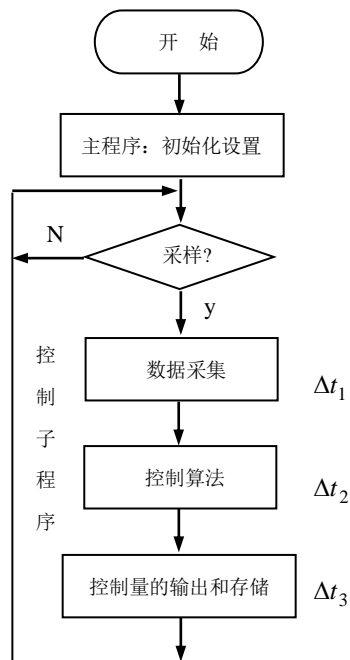 开 始
主程序：初始化设置
N
采样?
y
控制子程序
数据采集
Δt₁
控制算法
Δt₂
控制量的输出和存储
Δt₃